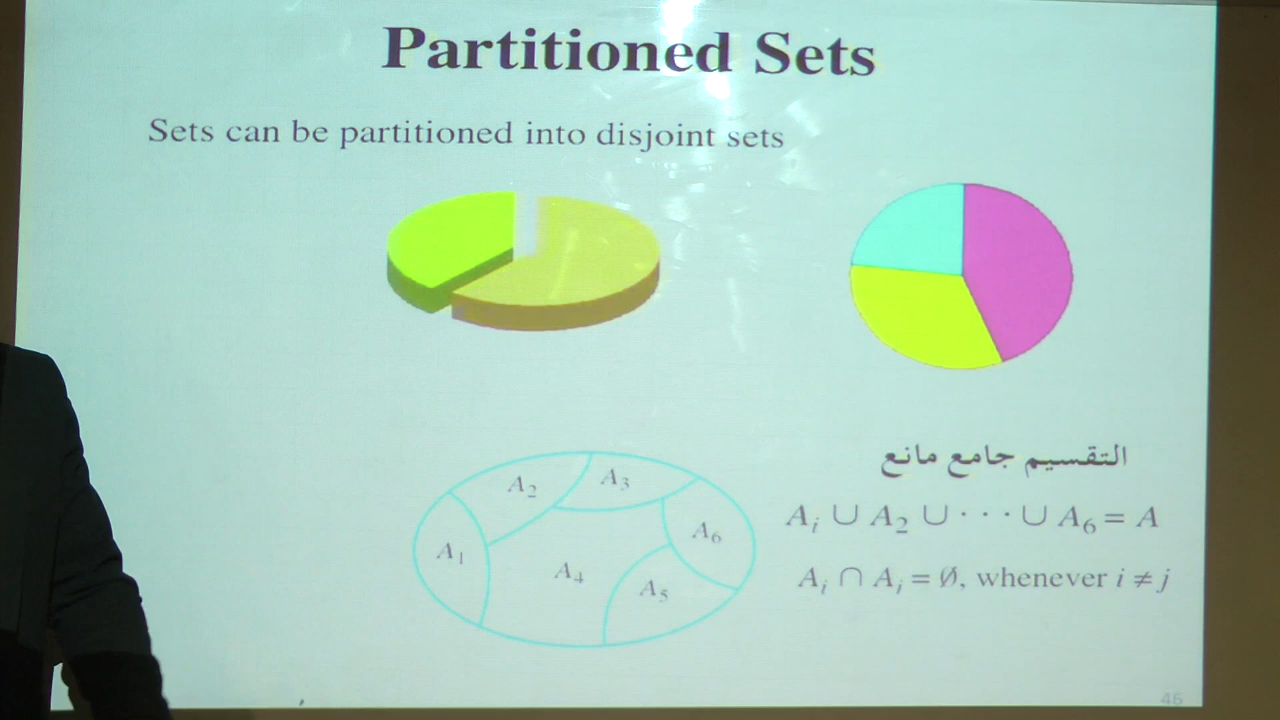 Partitioned Sets
Sets can be partitioned into disjoint sets
A₂ A₃
A₆
A₁
A₄
A₅
التقسيم جامع مانع
Aᵢ ∪ A₂ ∪ · · · ∪ A₆ = A
Aᵢ ∩ Aⱼ = Ø, whenever i ≠ j
45